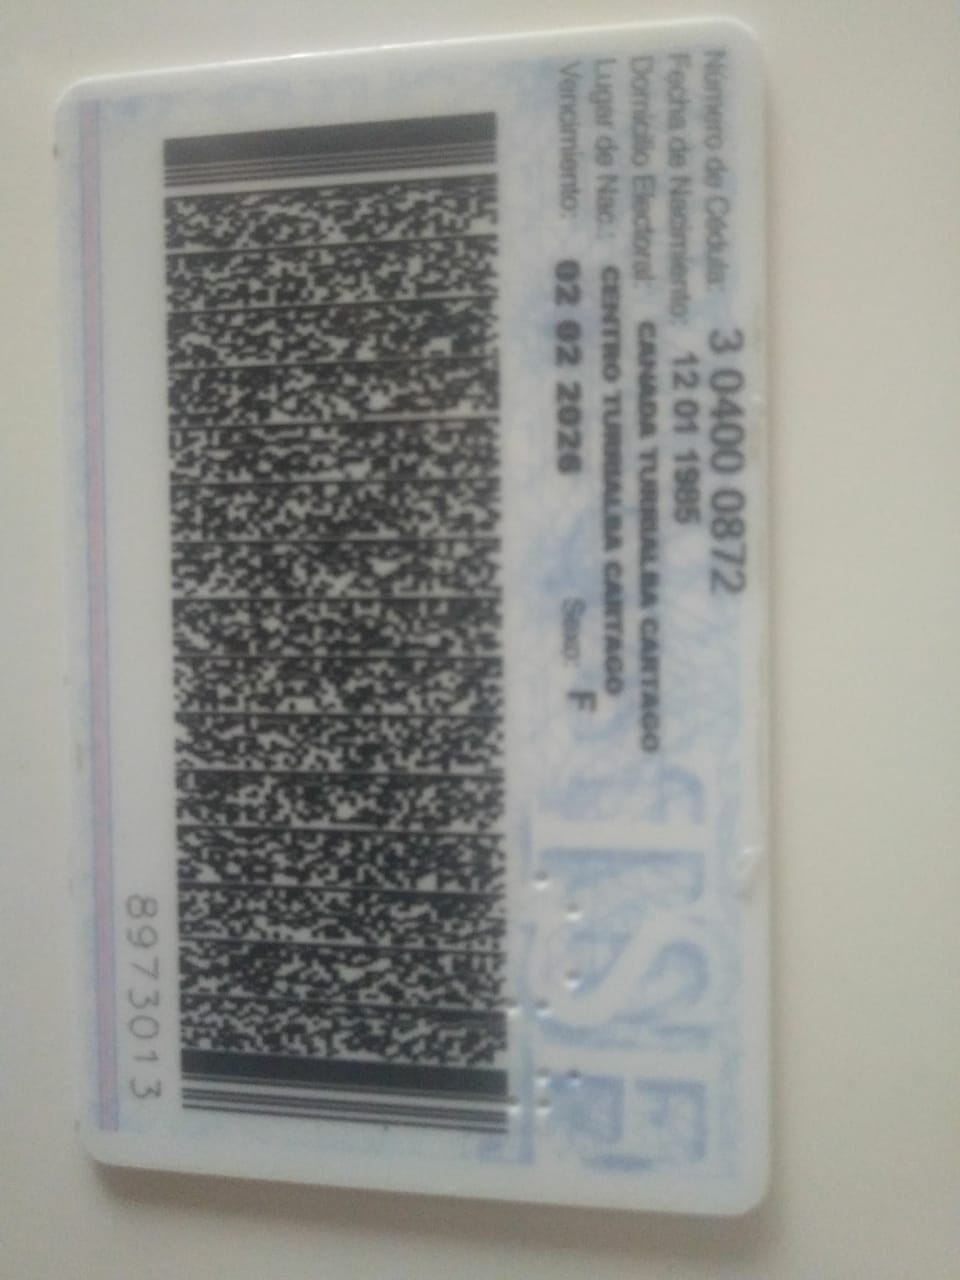 Número de Cédula: 3 0400 0872
Fecha de Nacimiento: 12 01 1985
Domicilio Electoral: CANADA TURRIALBA CARTAGO
Lugar de Nac.: CENTRO TURRIALBA CARTAGO
Vencimiento: 02 02 2026 Sexo: F
TSE
8973013